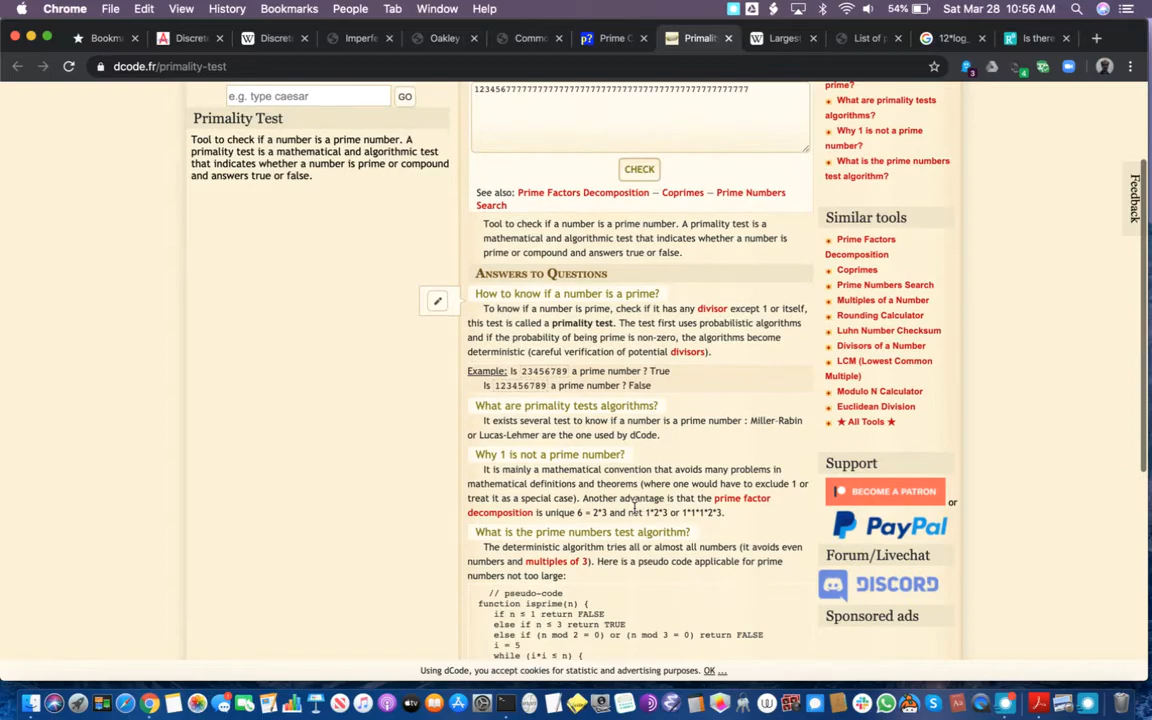 Chrome File Edit View History Bookmarks People Tab Window Help 54% Sat Mar 28 10:56 AM
Bookma Discret Discret Imperfe Oakley Commo Prime C Primalit Largest List of p 12*log_ Is there
dcode.fr/primality-test
3
4
e.g. type caesar GO
Primality Test
Tool to check if a number is a prime number. A
primality test is a mathematical and algorithmic test
that indicates whether a number is prime or compound
and answers true or false.
CHECK
See also: Prime Factors Decomposition — Coprimes — Prime Numbers
Search
Tool to check if a number is a prime number. A primality test is a
mathematical and algorithmic test that indicates whether a number is
prime or compound and answers true or false.
Answers to Questions
How to know if a number is a prime?
To know if a number is prime, check if it has any divisor except 1 or itself,
this test is called a primality test. The test first uses probabilistic algorithms
and if the probability of being prime is non-zero, the algorithms become
deterministic (careful verification of potential divisors).
Example: Is 23456789 a prime number ? True
Is 123456789 a prime number ? False
What are primality tests algorithms?
It exists several test to know if a number is a prime number : Miller-Rabin
or Lucas-Lehmer are the one used by dCode.
Why 1 is not a prime number?
It is mainly a mathematical convention that avoids many problems in
mathematical definitions and theorems (where one would have to exclude 1 or
treat it as a special case). Another advantage is that the prime factor
decomposition is unique 6 = 2*3 and not 1*2*3 or 1*1*1*2*3.
What is the prime numbers test algorithm?
The deterministic algorithm tries all or almost all numbers (it avoids even
numbers and multiples of 3). Here is a pseudo code applicable for prime
numbers not too large:
// pseudo-code
function isprime(n) {
if n ≤ 1 return FALSE
else if n ≤ 3 return TRUE
else if (n mod 2 = 0) or (n mod 3 = 0) return FALSE
i = 5
while (i*i ≤ n) {
prime?
What are primality tests
algorithms?
Why 1 is not a prime
number?
What is the prime numbers
test algorithm?
Similar tools
Prime Factors
Decomposition
Coprimes
Prime Numbers Search
Multiples of a Number
Rounding Calculator
Luhn Number Checksum
Divisors of a Number
LCM (Lowest Common
Multiple)
Modulo N Calculator
Euclidean Division
★ All Tools ★
Support
BECOME A PATRON or
PayPal
Forum/Livechat
DISCORD
Sponsored ads
Feedback
Using dCode, you accept cookies for statistic and advertising purposes. OK ...